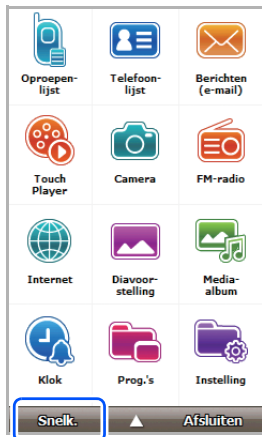 Oproepen-
lijst
Telefoon-
lijst
Berichten
(e-mail)
Touch
Player
Camera
FM-radio
Internet
Diavoor-
stelling
Media-
album
Klok
Prog.'s
Instelling
Snelk.
Afsluiten